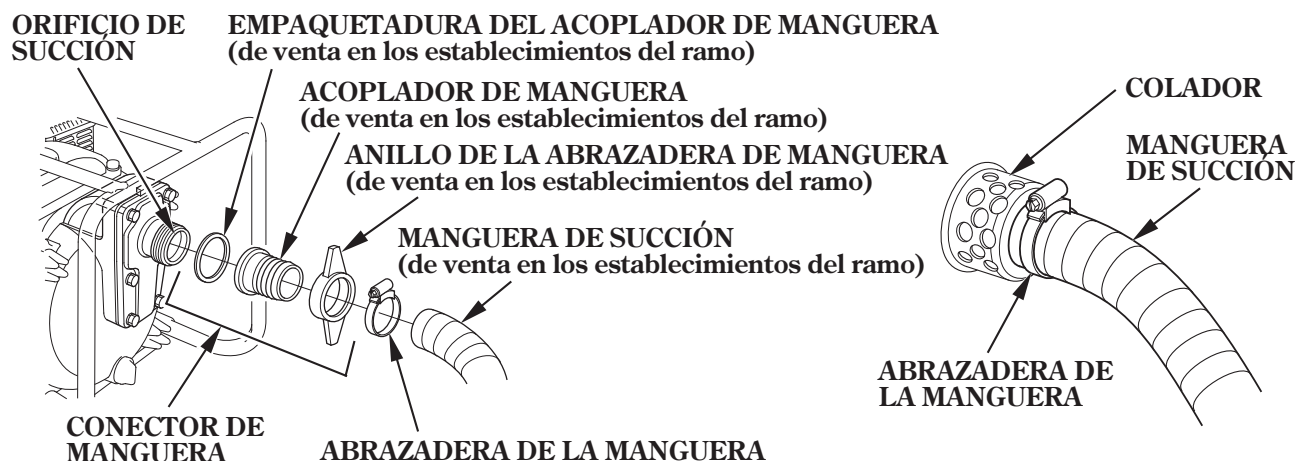 ORIFICIO DE
SUCCIÓN
EMPAQUETADURA DEL ACOPLADOR DE MANGUERA
(de venta en los establecimientos del ramo)
ACOPLADOR DE MANGUERA
(de venta en los establecimientos del ramo)
ANILLO DE LA ABRAZADERA DE MANGUERA
(de venta en los establecimientos del ramo)
MANGUERA DE SUCCIÓN
(de venta en los establecimientos del ramo)
CONECTOR DE
MANGUERA
ABRAZADERA DE LA MANGUERA
COLADOR
MANGUERA
DE SUCCIÓN
ABRAZADERA DE
LA MANGUERA